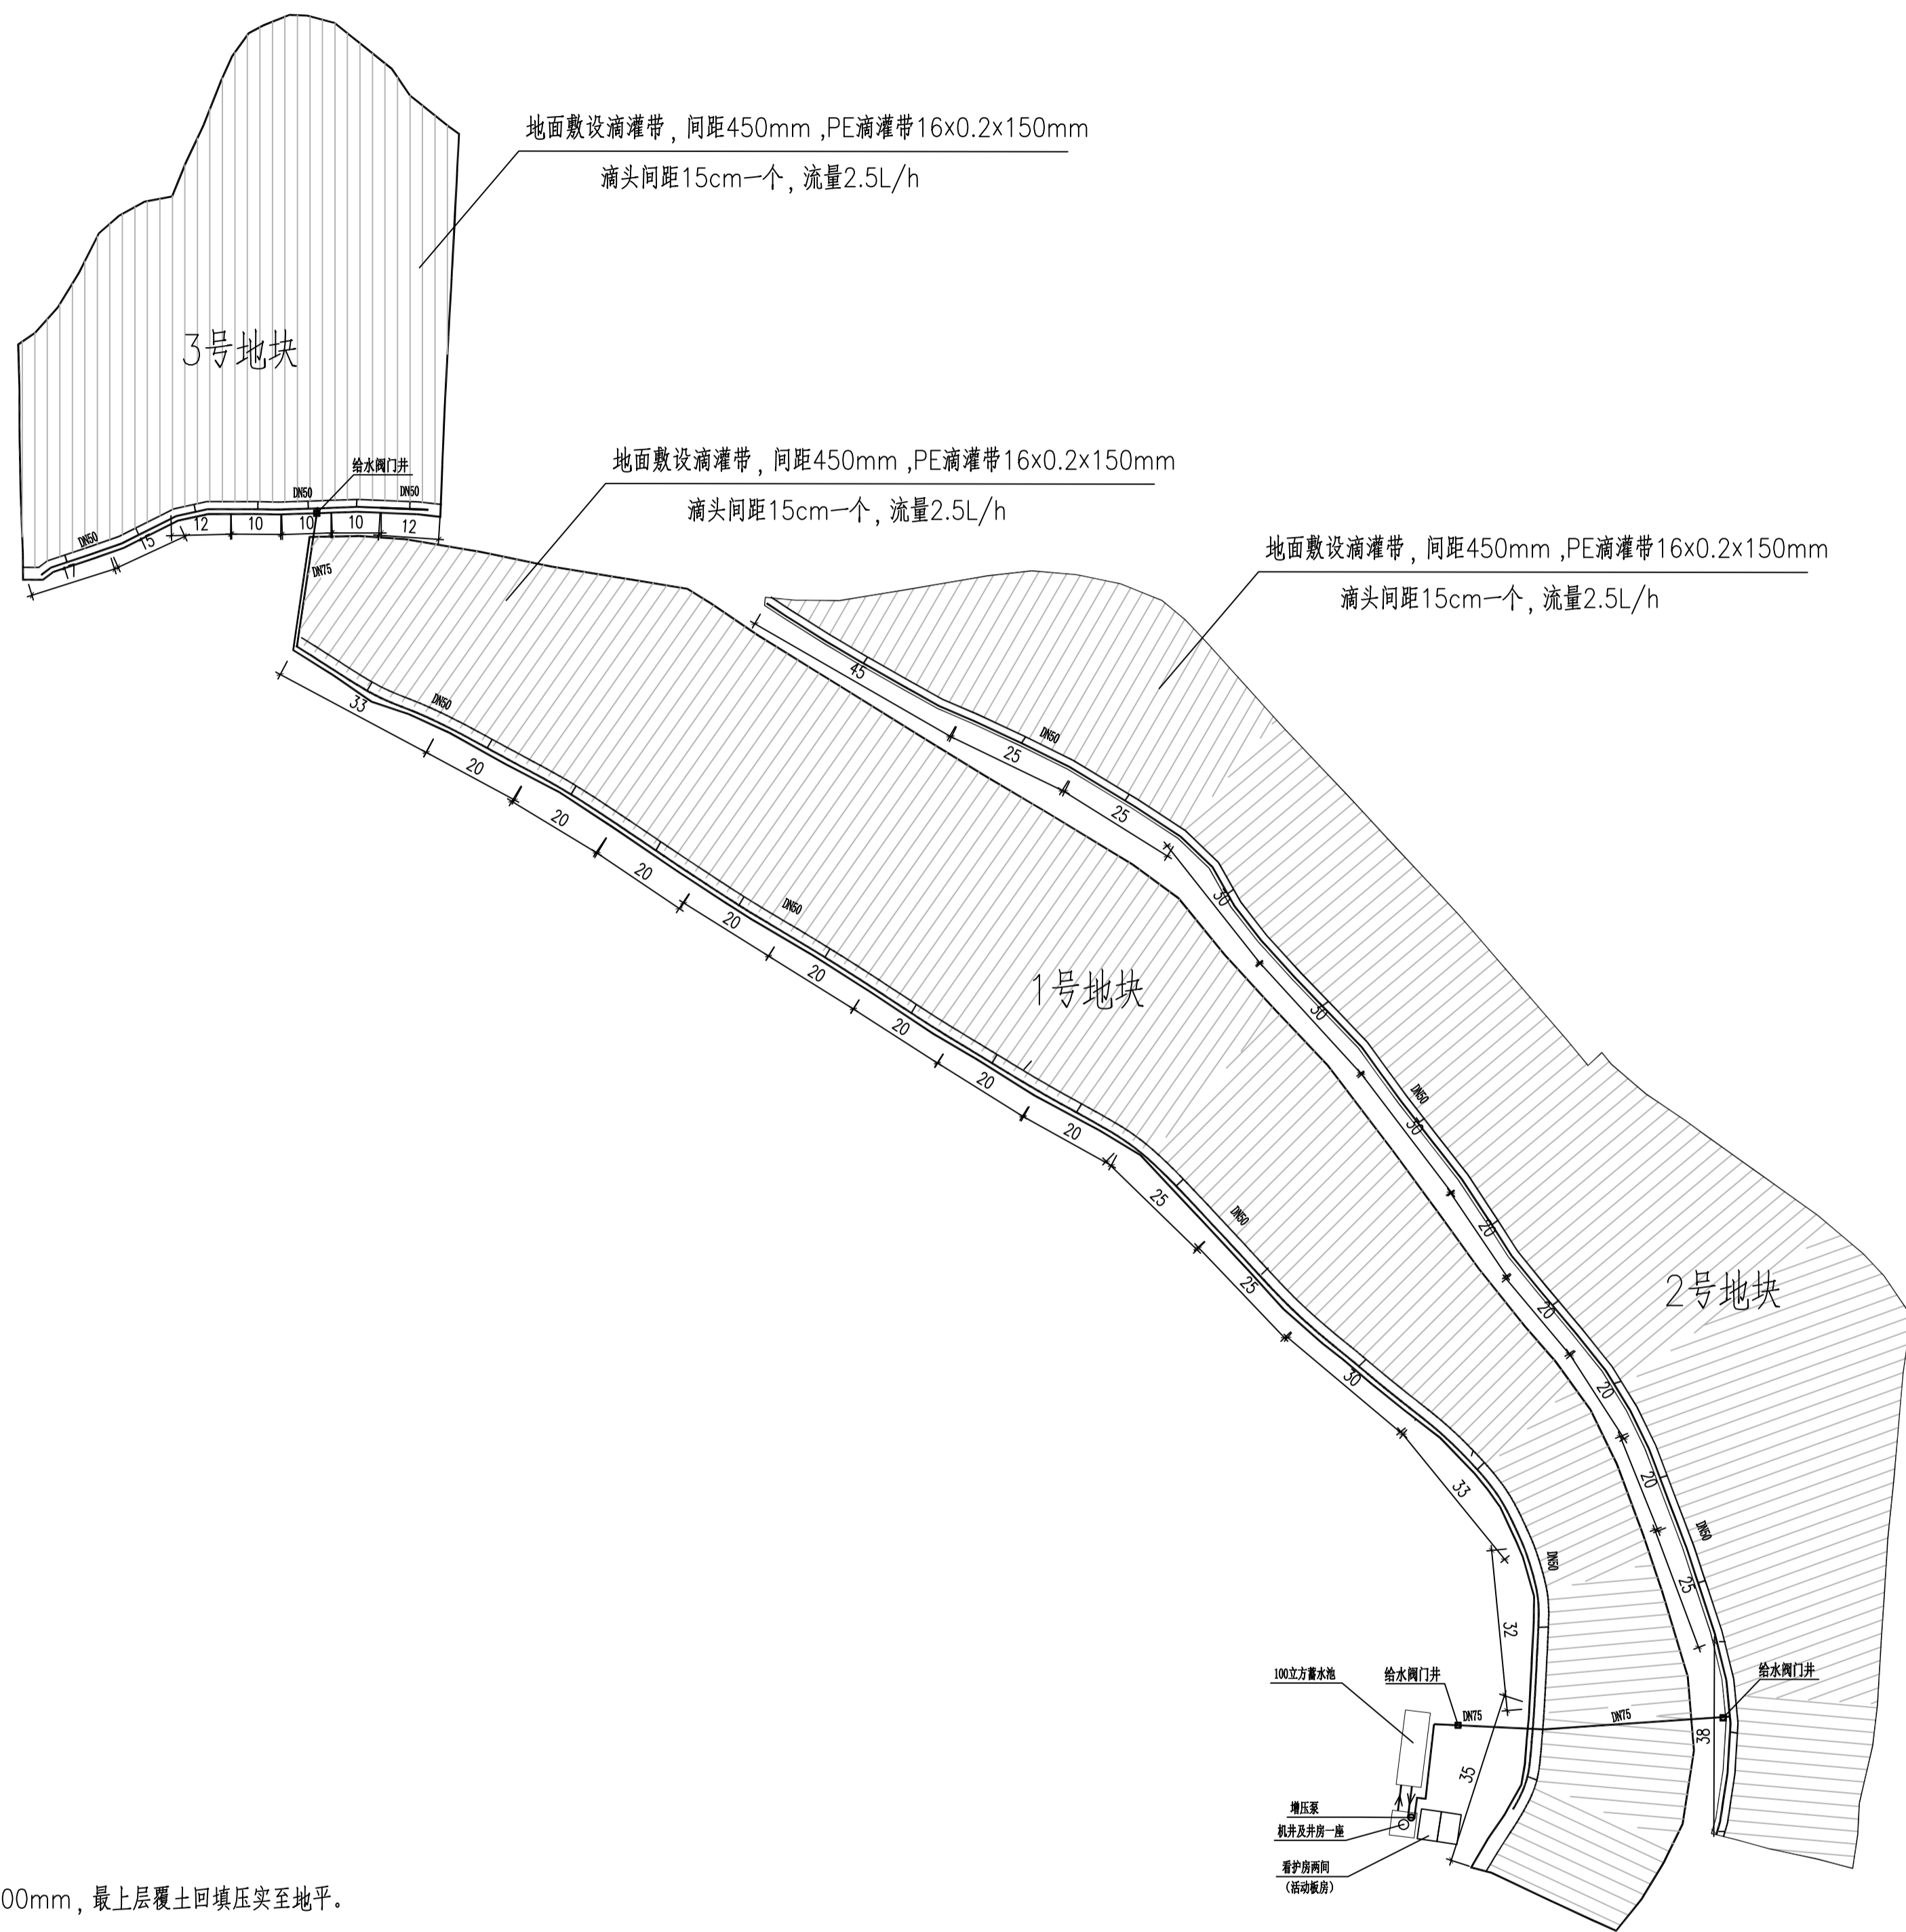 地面敷设滴灌带，间距450mm ,PE滴灌带16x0.2x150mm
滴头间距15cm一个，流量2.5L/h
3号地块
给水阀门井
DN50
DN50
DN50
12
10
10
10
12
15
17
DN75
地面敷设滴灌带，间距450mm ,PE滴灌带16x0.2x150mm
滴头间距15cm一个，流量2.5L/h
地面敷设滴灌带，间距450mm ,PE滴灌带16x0.2x150mm
滴头间距15cm一个，流量2.5L/h
33
DN50
20
20
20
20
DN50
20
20
20
20
25
DN50
25
30
33
DN50
32
35
1号地块
45
DN50
25
25
30
30
DN50
30
20
20
20
20
DN50
25
38
2号地块
100立方蓄水池
给水阀门井
给水阀门井
DN75
DN75
增压泵
机井及井房一座
看护房两间
（活动板房）
00mm，最上层覆土回填压实至地平。